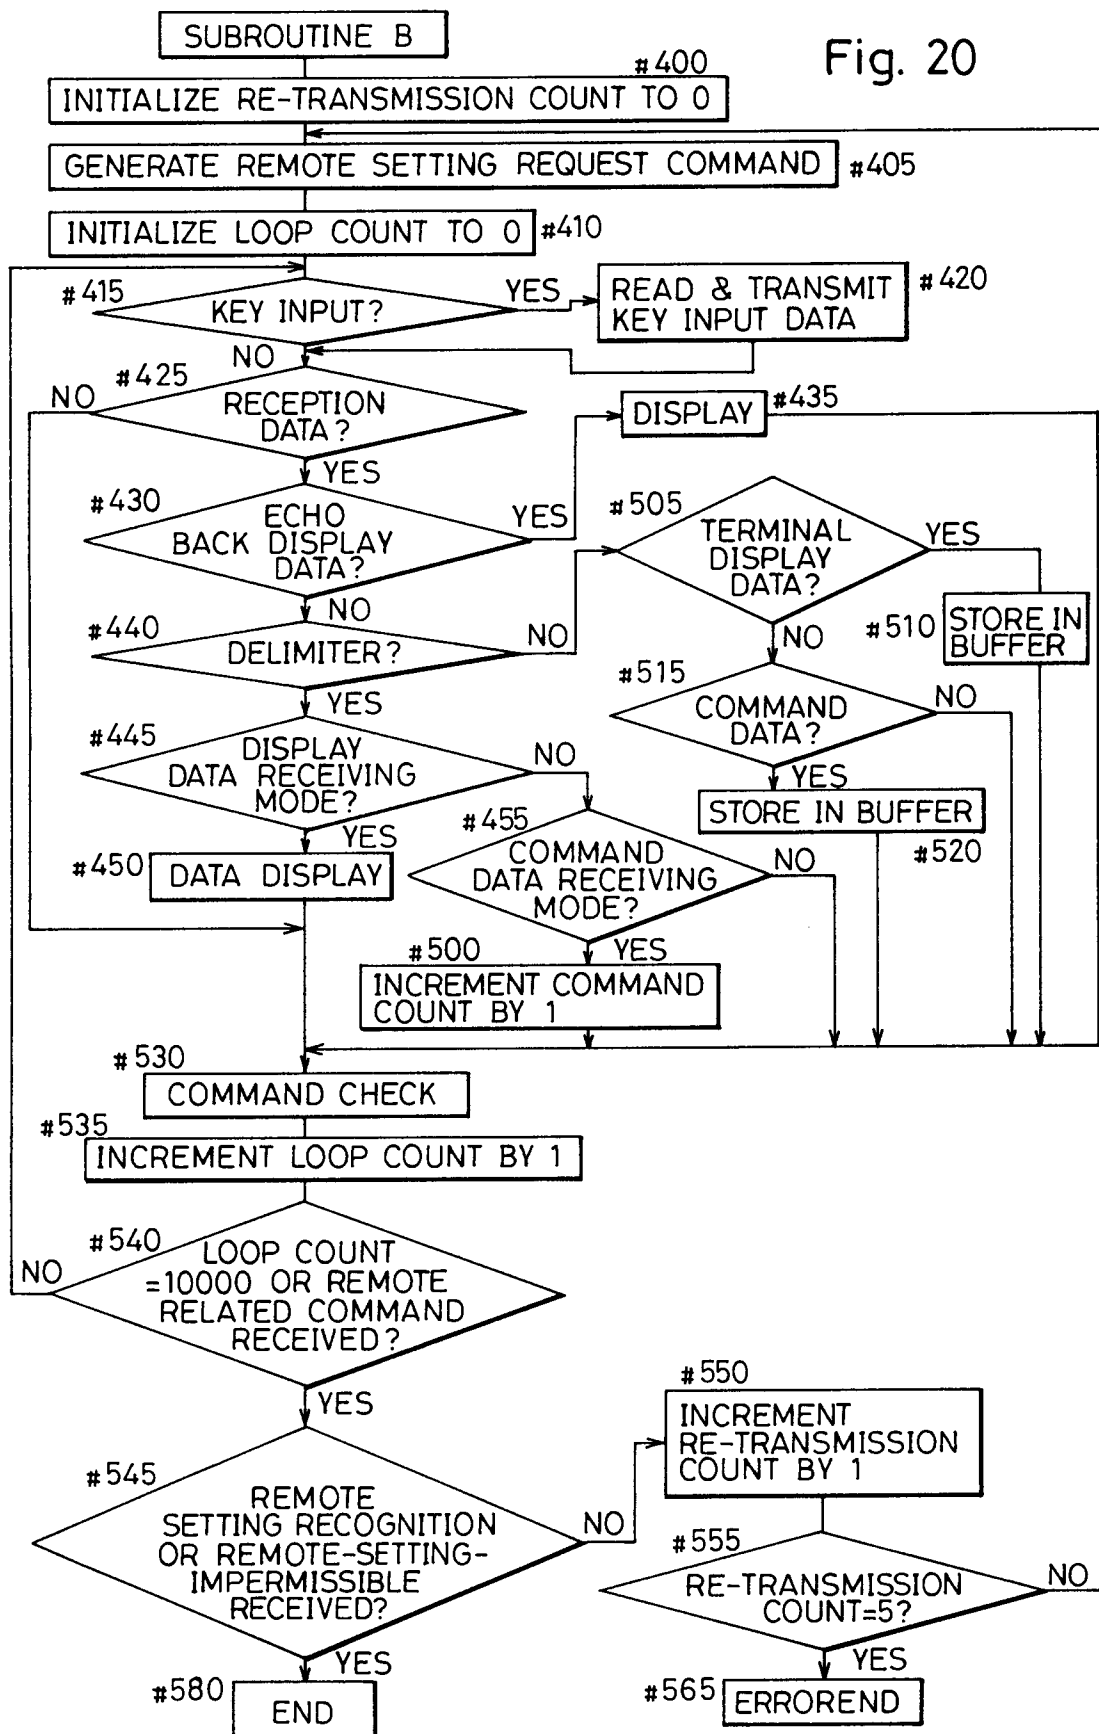 SUBROUTINE B
Fig. 20
#400
INITIALIZE RE-TRANSMISSION COUNT TO 0
GENERATE REMOTE SETTING REQUEST COMMAND
#405
INITIALIZE LOOP COUNT TO 0
#410
#415
KEY INPUT?
YES
READ & TRANSMIT
KEY INPUT DATA
#420
NO
#425
NO
RECEPTION
DATA?
DISPLAY
#435
YES
#430
ECHO
BACK DISPLAY
DATA?
YES
#505
TERMINAL
DISPLAY
DATA?
YES
NO
#440
DELIMITER?
NO
NO
#510
STORE IN
BUFFER
YES
#515
COMMAND
DATA?
NO
#445
DISPLAY
DATA RECEIVING
MODE?
NO
YES
STORE IN BUFFER
#520
YES
#450
DATA DISPLAY
#455
COMMAND
DATA RECEIVING
MODE?
NO
YES
#500
INCREMENT COMMAND
COUNT BY 1
#530
COMMAND CHECK
#535
INCREMENT LOOP COUNT BY 1
#540
NO
LOOP COUNT
=10000 OR REMOTE
RELATED COMMAND
RECEIVED?
YES
#550
INCREMENT
RE-TRANSMISSION
COUNT BY 1
#545
REMOTE
SETTING RECOGNITION
OR REMOTE-SETTING-
IMPERMISSIBLE
RECEIVED?
NO
#555
RE-TRANSMISSION
COUNT=5?
NO
YES
#580
END
YES
#565
ERROREND